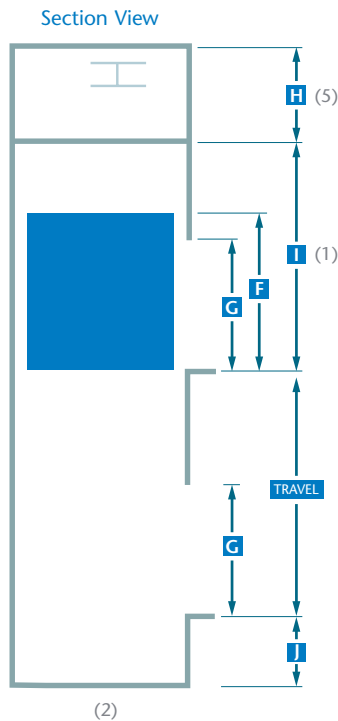 Section View
H (5)
I (1)
F
G
TRAVEL
G
J
(2)